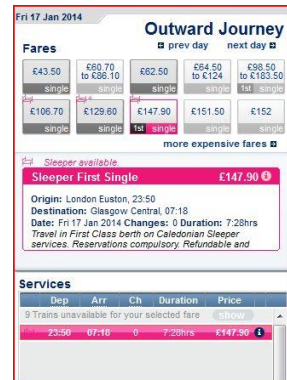 Fri 17 Jan 2014
Outward Journey
Fares
prev day next day
£43.50 £60.70 to £86.10 £62.50 £64.50 to £124 £98.50 to £183.50
single single single single 1st single
£106.70 £129.60 £147.90 £151.50 £152
single single 1st single single single
more expensive fares
Sleeper available.
Sleeper First Single £147.90
Origin: London Euston, 23:50
Destination: Glasgow Central, 07:18
Date: Fri 17 Jan 2014 Changes: 0 Duration: 7:28hrs
Travel in First Class berth on Caledonian Sleeper
services. Reservations compulsory. Refundable and
Services
Dep Arr Ch Duration Price
9 Trains unavailable for your selected fare show
23:50 07:18 0 7:28hrs £147.90